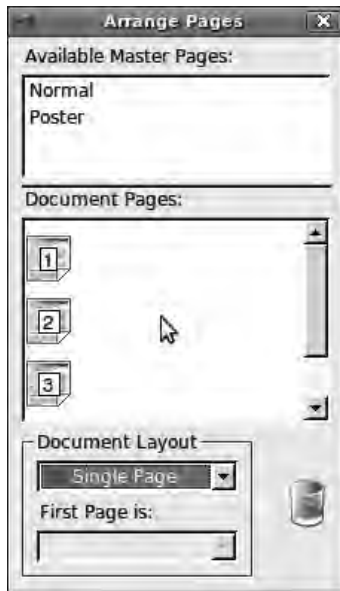 Arrange Pages
Available Master Pages:
Normal
Poster
Document Pages:
1
2
3
Document Layout
Single Page
First Page is: